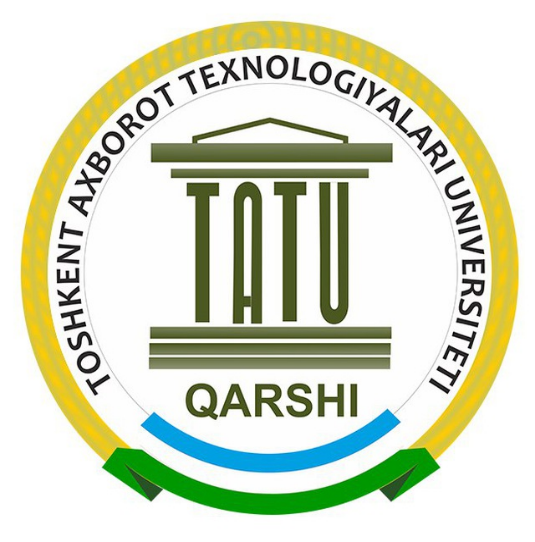 TOSHKENT AXBOROT TEXNOLOGIYALARI UNIVERSITETI
TATU
QARSHI